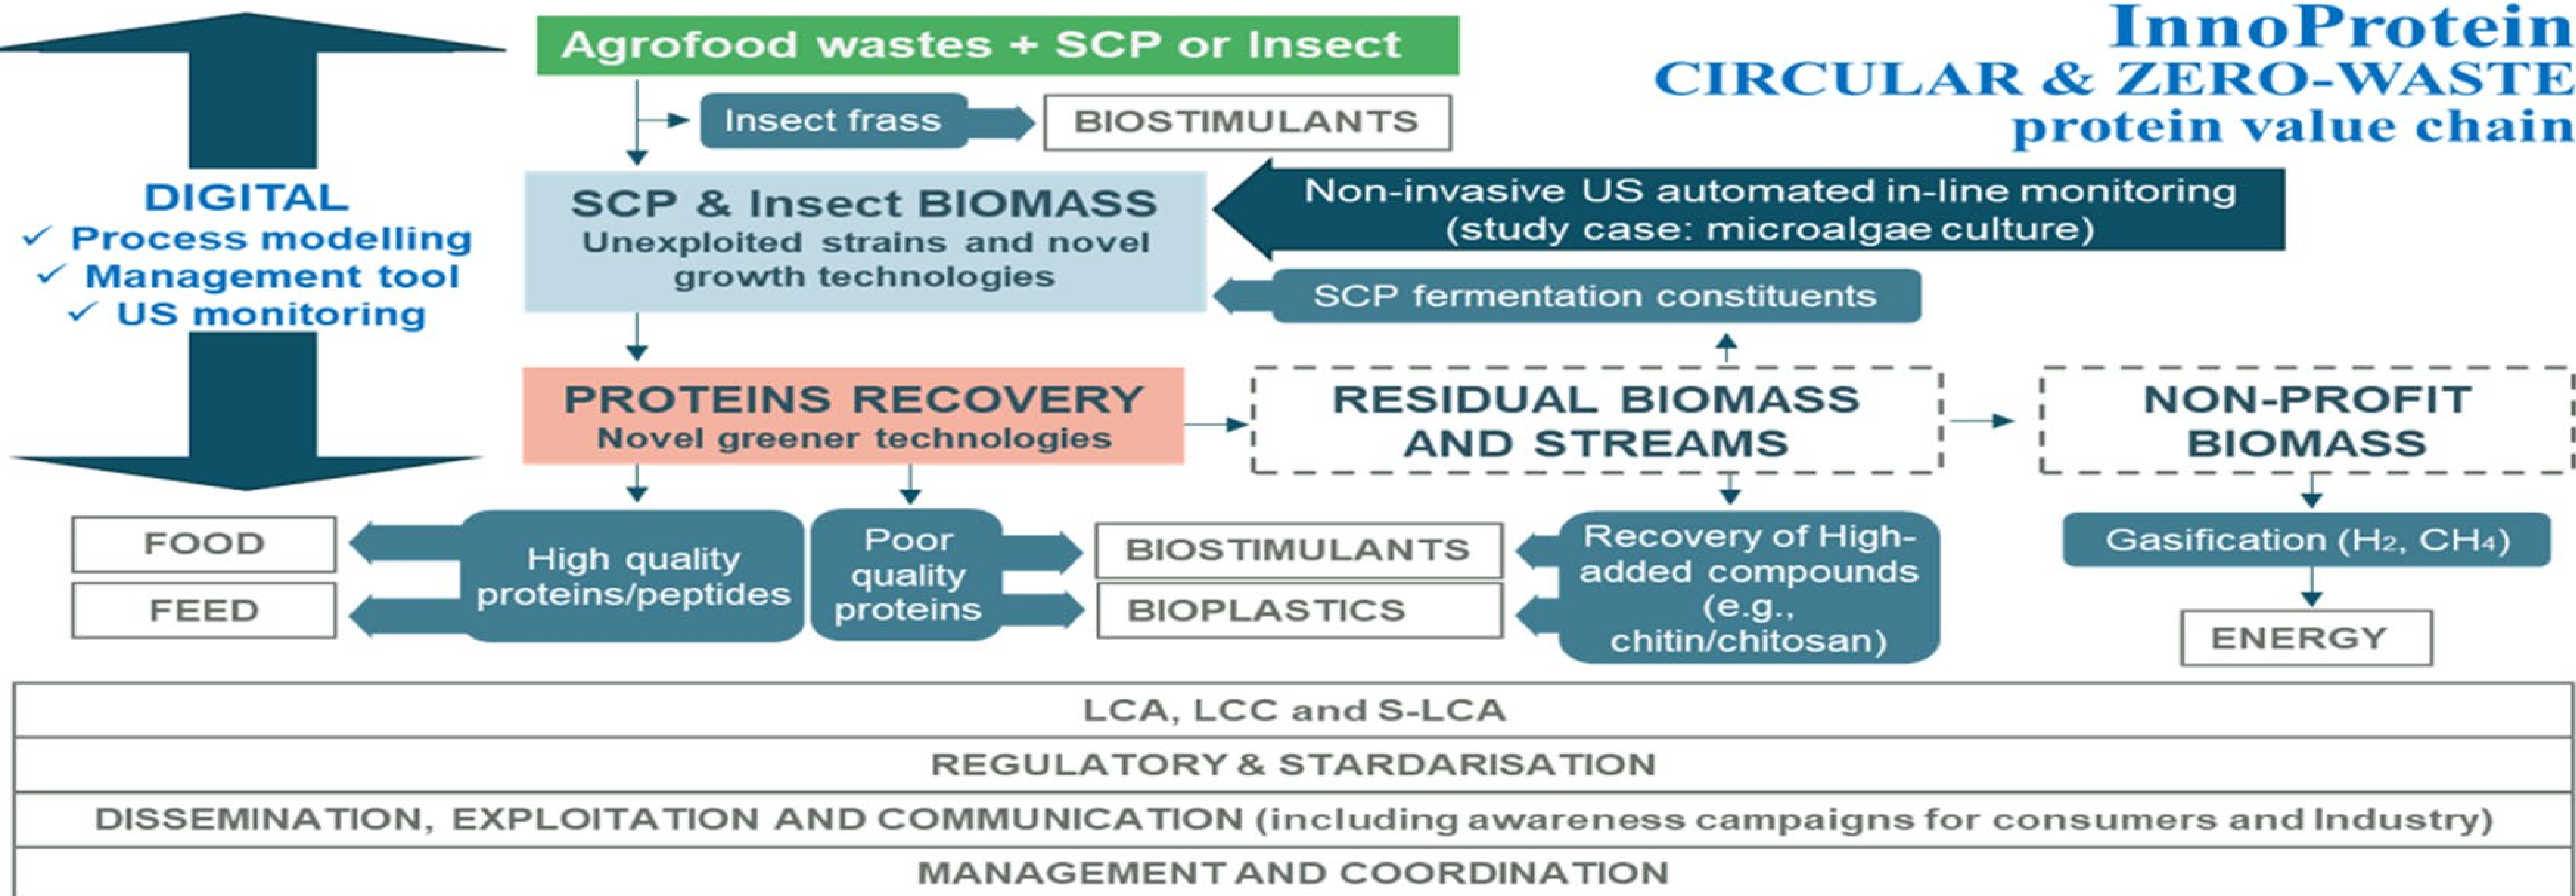 InnoProtein
CIRCULAR & ZERO-WASTE
protein value chain
Agrofood wastes + SCP or Insect
Insect frass
BIOSTIMULANTS
DIGITAL
✓ Process modelling
✓ Management tool
✓ US monitoring
SCP & Insect BIOMASS
Unexploited strains and novel
growth technologies
Non-invasive US automated in-line monitoring
(study case: microalgae culture)
SCP fermentation constituents
PROTEINS RECOVERY
Novel greener technologies
RESIDUAL BIOMASS
AND STREAMS
NON-PROFIT
BIOMASS
FOOD
FEED
High quality
proteins/peptides
Poor
quality
proteins
BIOSTIMULANTS
BIOPLASTICS
Recovery of High-
added compounds
(e.g.,
chitin/chitosan)
Gasification (H2, CH4)
ENERGY
LCA, LCC and S-LCA
REGULATORY & STARDARISATION
DISSEMINATION, EXPLOITATION AND COMMUNICATION (including awareness campaigns for consumers and Industry)
MANAGEMENT AND COORDINATION